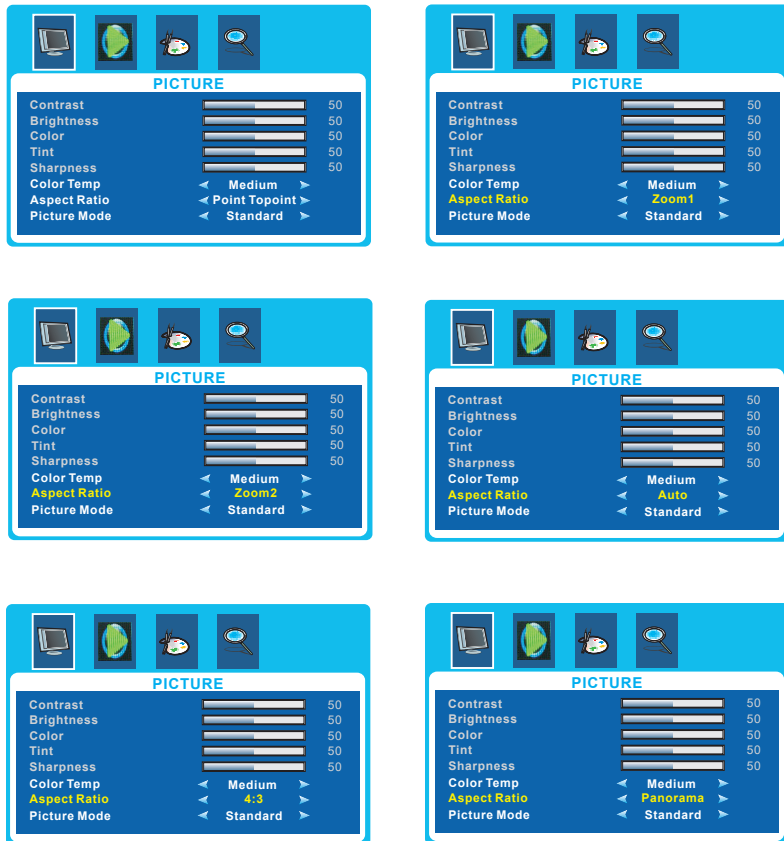 PICTURE
Contrast 50
Brightness 50
Color 50
Tint 50
Sharpness 50
Color Temp Medium
Aspect Ratio Point Topoint
Picture Mode Standard
PICTURE
Contrast 50
Brightness 50
Color 50
Tint 50
Sharpness 50
Color Temp Medium
Aspect Ratio Zoom1
Picture Mode Standard
PICTURE
Contrast 50
Brightness 50
Color 50
Tint 50
Sharpness 50
Color Temp Medium
Aspect Ratio Zoom2
Picture Mode Standard
PICTURE
Contrast 50
Brightness 50
Color 50
Tint 50
Sharpness 50
Color Temp Medium
Aspect Ratio Auto
Picture Mode Standard
PICTURE
Contrast 50
Brightness 50
Color 50
Tint 50
Sharpness 50
Color Temp Medium
Aspect Ratio 4:3
Picture Mode Standard
PICTURE
Contrast 50
Brightness 50
Color 50
Tint 50
Sharpness 50
Color Temp Medium
Aspect Ratio Panorama
Picture Mode Standard